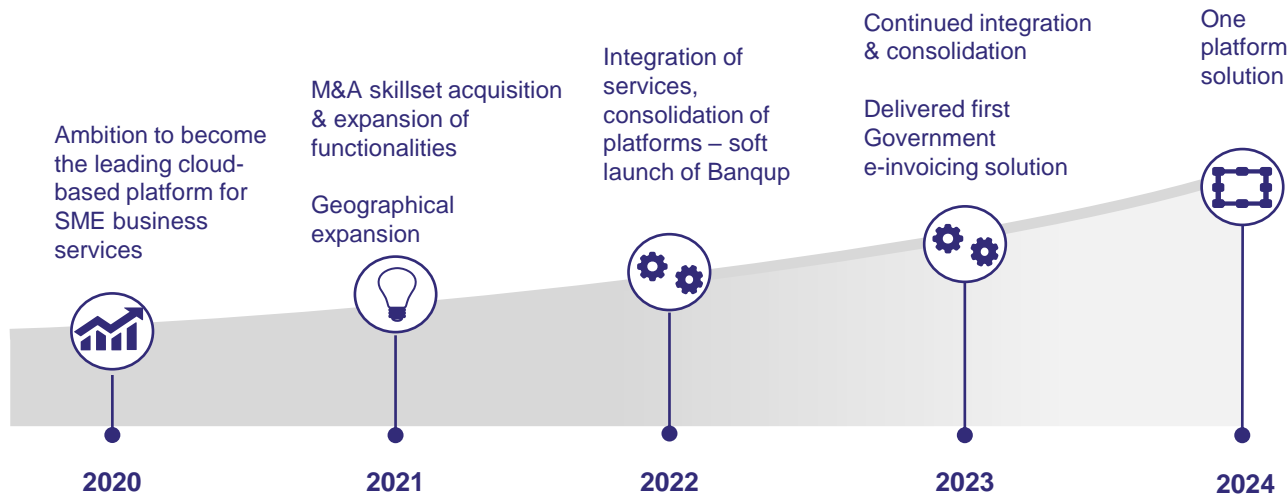 Ambition to become
the leading cloud-
based platform for
SME business
services
M&A skillset acquisition
& expansion of
functionalities
Geographical
expansion
Integration of
services,
consolidation of
platforms – soft
launch of Banqup
Continued integration
& consolidation
Delivered first
Government
e-invoicing solution
One
platform
solution
2020
2021
2022
2023
2024